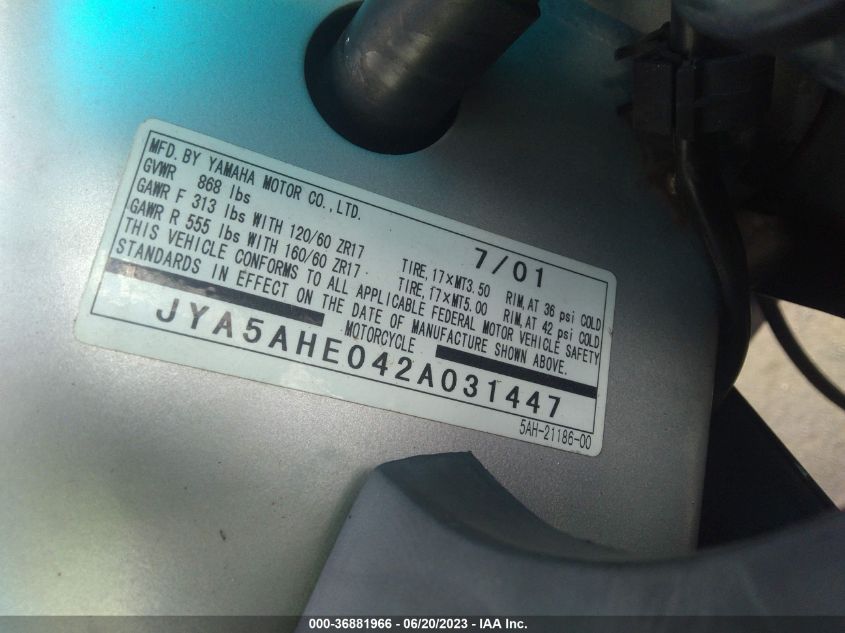 MFD. BY YAMAHA MOTOR CO.,LTD.
7/01
GVWR 868 lbs
GAWR F 313 lbs WITH 120/60 ZR17 TIRE,17×MT3.50 RIM,AT 36 psi COLD
GAWR R 555 lbs WITH 160/60 ZR17 TIRE,17×MT5.00 RIM,AT 42 psi COLD
THIS VEHICLE CONFORMS TO ALL APPLICABLE FEDERAL MOTOR VEHICLE SAFETY
STANDARDS IN EFFECT ON THE DATE OF MANUFACTURE SHOWN ABOVE.
MOTORCYCLE
JYA5AHE042A031447
5AH-21186-00
000-36881966 - 06/20/2023 - IAA Inc.